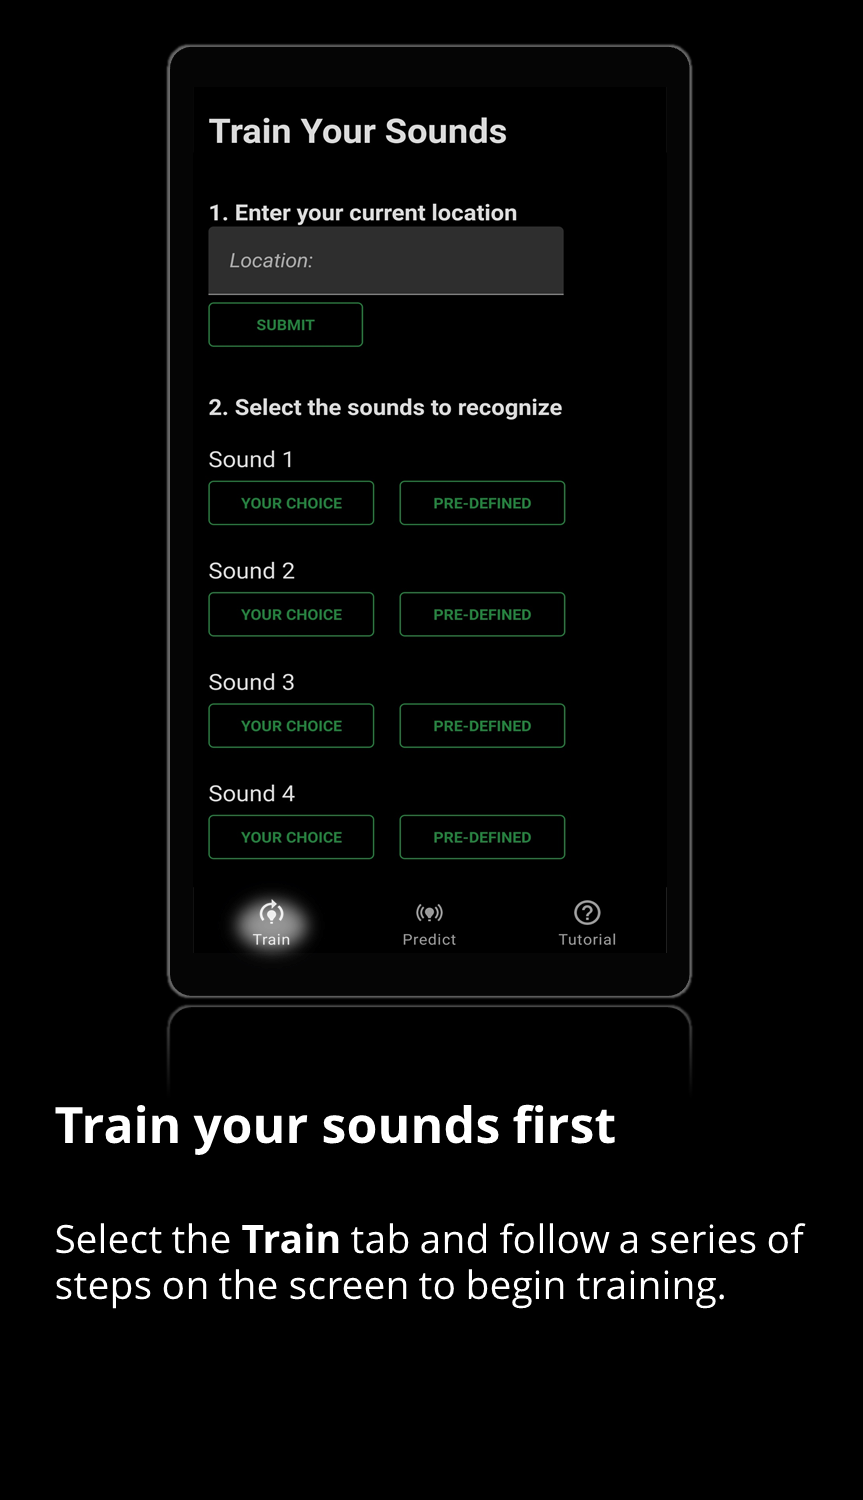 Train Your Sounds
1. Enter your current location
Location:
SUBMIT
2. Select the sounds to recognize
Sound 1
YOUR CHOICE PRE-DEFINED
Sound 2
YOUR CHOICE PRE-DEFINED
Sound 3
YOUR CHOICE PRE-DEFINED
Sound 4
YOUR CHOICE PRE-DEFINED
Train Predict Tutorial
Train your sounds first
Select the Train tab and follow a series of
steps on the screen to begin training.